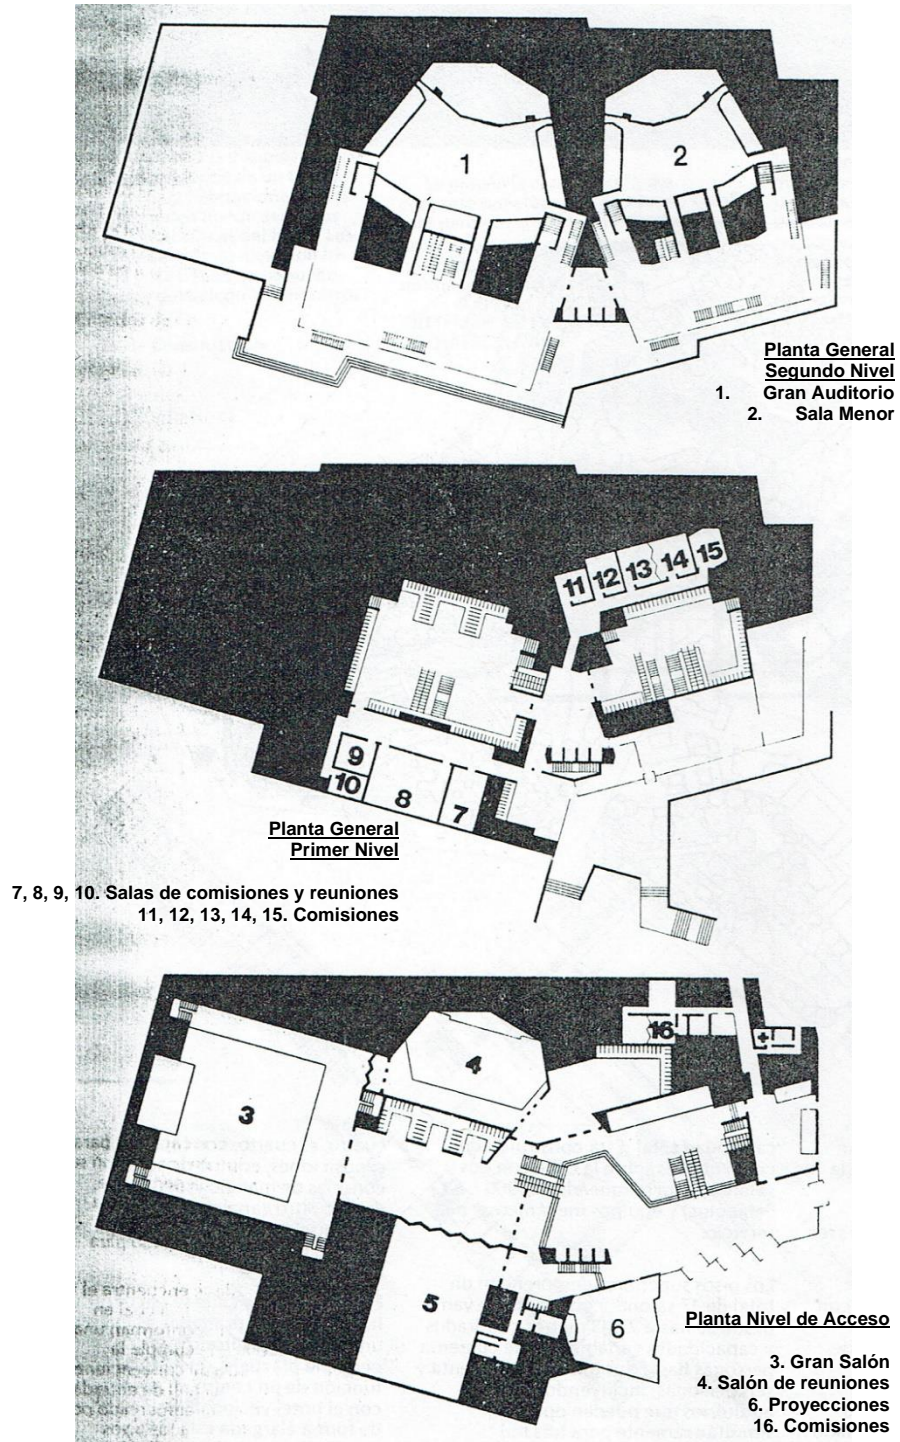 1
2
Planta General
Segundo Nivel
1. Gran Auditorio
2. Sala Menor
11 12 13 14 15
9
10
8
7
Planta General
Primer Nivel
7, 8, 9, 10. Salas de comisiones y reuniones
11, 12, 13, 14, 15. Comisiones
16
4
3
5
6
Planta Nivel de Acceso
3. Gran Salón
4. Salón de reuniones
6. Proyecciones
16. Comisiones